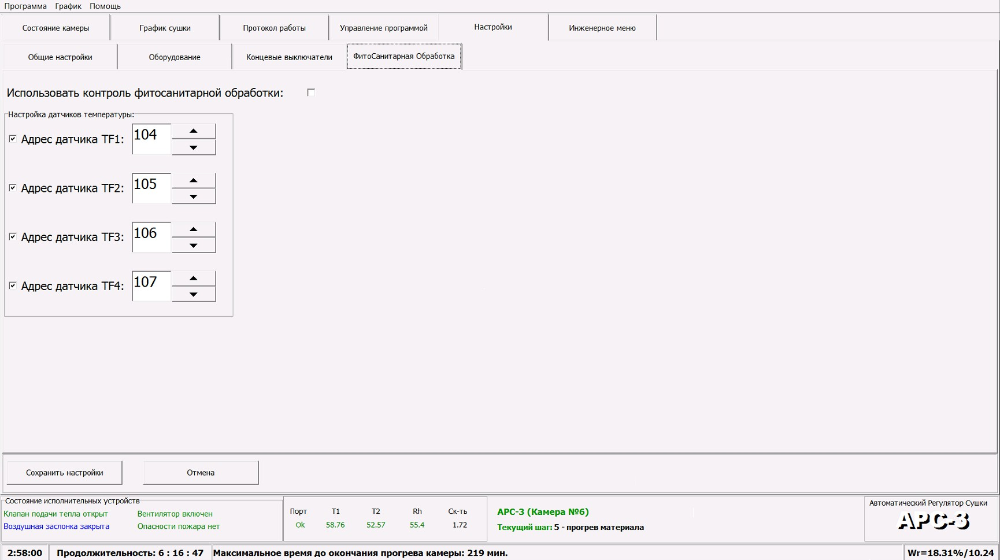 Программа График Помощь
Состояние камеры График сушки Протокол работы Управление программой Настройки Инженерное меню
Общие настройки Оборудование Концевые выключатели ФитоСанитарная Обработка
Использовать контроль фитосанитарной обработки:
Настройка датчиков температуры:
Адрес датчика TF1: 104
Адрес датчика TF2: 105
Адрес датчика TF3: 106
Адрес датчика TF4: 107
Сохранить настройки Отмена
Состояние исполнительных устройств
Клапан подачи тепла открыт Вентилятор включен
Воздушная заслонка закрыта Опасности пожара нет
Порт T1 T2 Rh Ск-ть
Ok 58.76 52.57 55.4 1.72
АРС-3 (Камера №6)
Текущий шаг: 5 - прогрев материала
Автоматический Регулятор Сушки
АРС-3
2:58:00 Продолжительность: 6 : 16 : 47 Максимальное время до окончания прогрева камеры: 219 мин. Wr=18.31%/10.24